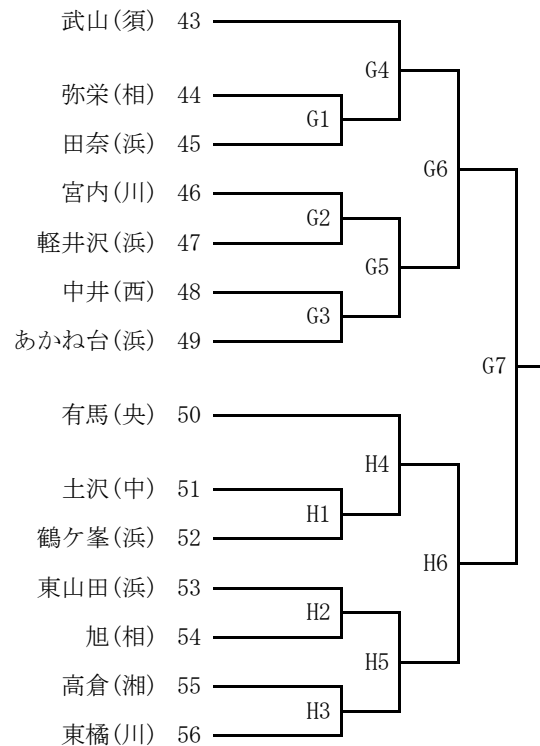 武山(須) 43
G4
弥栄(相) 44
G1
田奈(浜) 45
G6
宮内(川) 46
G2
軽井沢(浜) 47
G5
中井(西) 48
G3
あかね台(浜) 49
G7
有馬(央) 50
H4
土沢(中) 51
H1
鶴ケ峯(浜) 52
H6
東山田(浜) 53
H2
旭(相) 54
H5
高倉(湘) 55
H3
東橘(川) 56